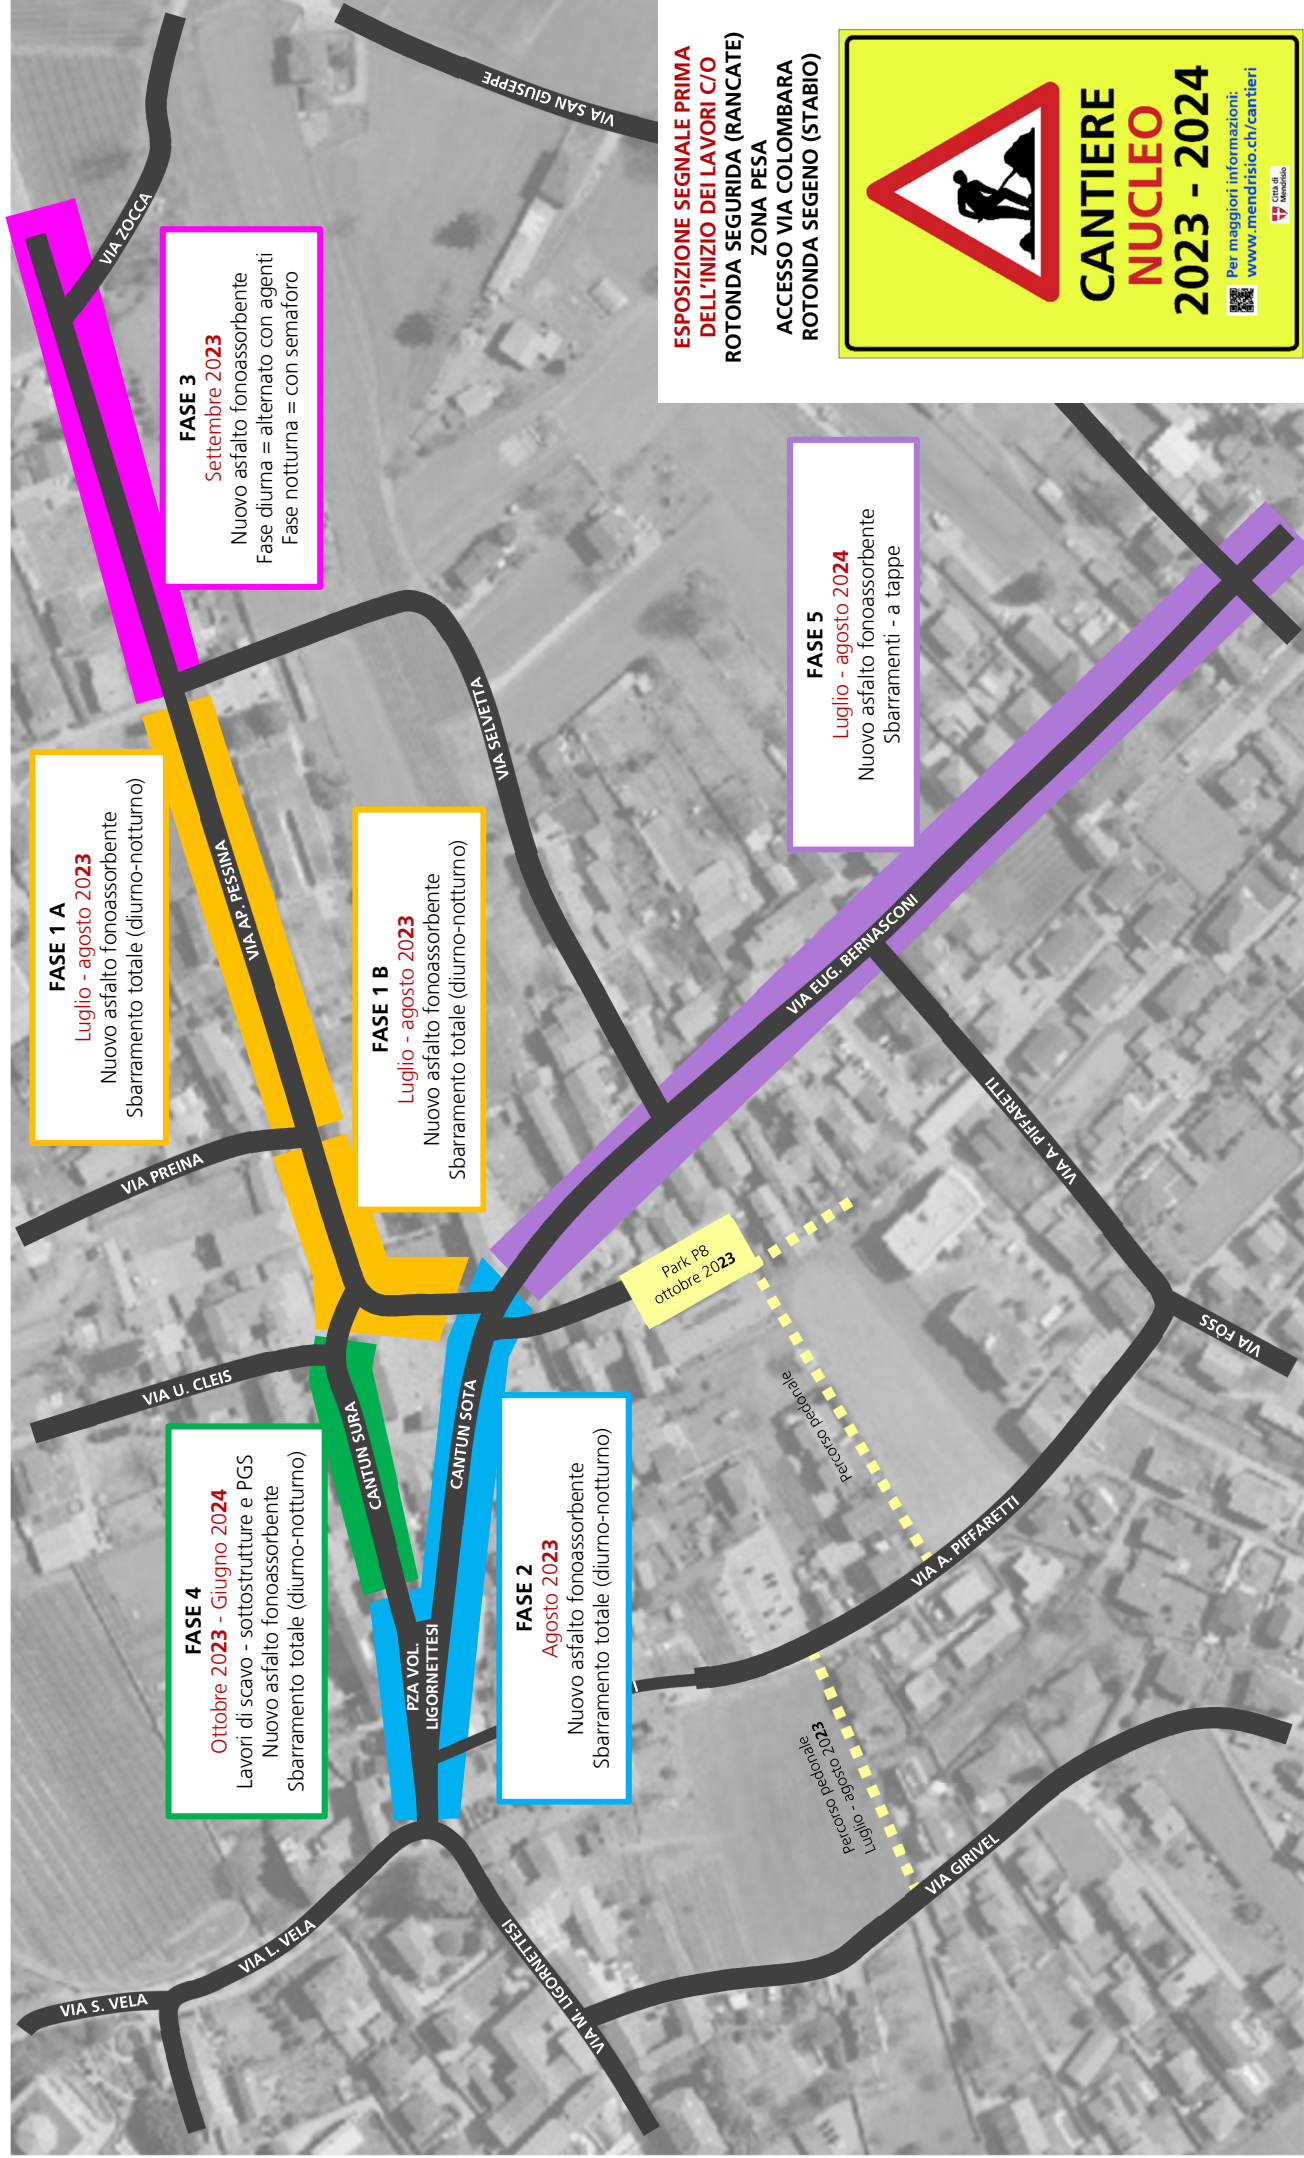 VIA S. VELA
VIA L. VELA
VIA M. LIGORNETTESI
VIA GIRIVEL
FASE 4
Ottobre 2023 - Giugno 2024
Lavori di scavo - sottostrutture e PGS
Nuovo asfalto fonoassorbente
Sbarramento totale (diurno-notturno)
PZA VOL.
LIGORNETTESI
CANTUN SURA
CANTUN SOTA
VIA U. CLEIS
VIA PREINA
FASE 2
Agosto 2023
Nuovo asfalto fonoassorbente
Sbarramento totale (diurno-notturno)
Percorso pedonale
Luglio - agosto 2023
Percorso pedonale
VIA A. PIFFARETTI
VIA FÖSS
VIA A. PIFFARETTI
Park P8
ottobre 2023
FASE 1 A
Luglio - agosto 2023
Nuovo asfalto fonoassorbente
Sbarramento totale (diurno-notturno)
VIA AP. PESSINA
FASE 1 B
Luglio - agosto 2023
Nuovo asfalto fonoassorbente
Sbarramento totale (diurno-notturno)
VIA SELVETTA
VIA EUG. BERNASCONI
FASE 5
Luglio - agosto 2024
Nuovo asfalto fonoassorbente
Sbarramenti - a tappe
FASE 3
Settembre 2023
Nuovo asfalto fonoassorbente
Fase diurna = alternato con agenti
Fase notturna = con semaforo
VIA ZOCCA
VIA SAN GIUSEPPE
ESPOSIZIONE SEGNALE PRIMA
DELL'INIZIO DEI LAVORI C/O
ROTONDA SEGURIDA (RANCATE)
ZONA PESA
ACCESSO VIA COLOMBARA
ROTONDA SEGENO (STABIO)
CANTIERE
NUCLEO
2023 - 2024
Per maggiori informazioni:
www.mendrisio.ch/cantieri
Città di
Mendrisio